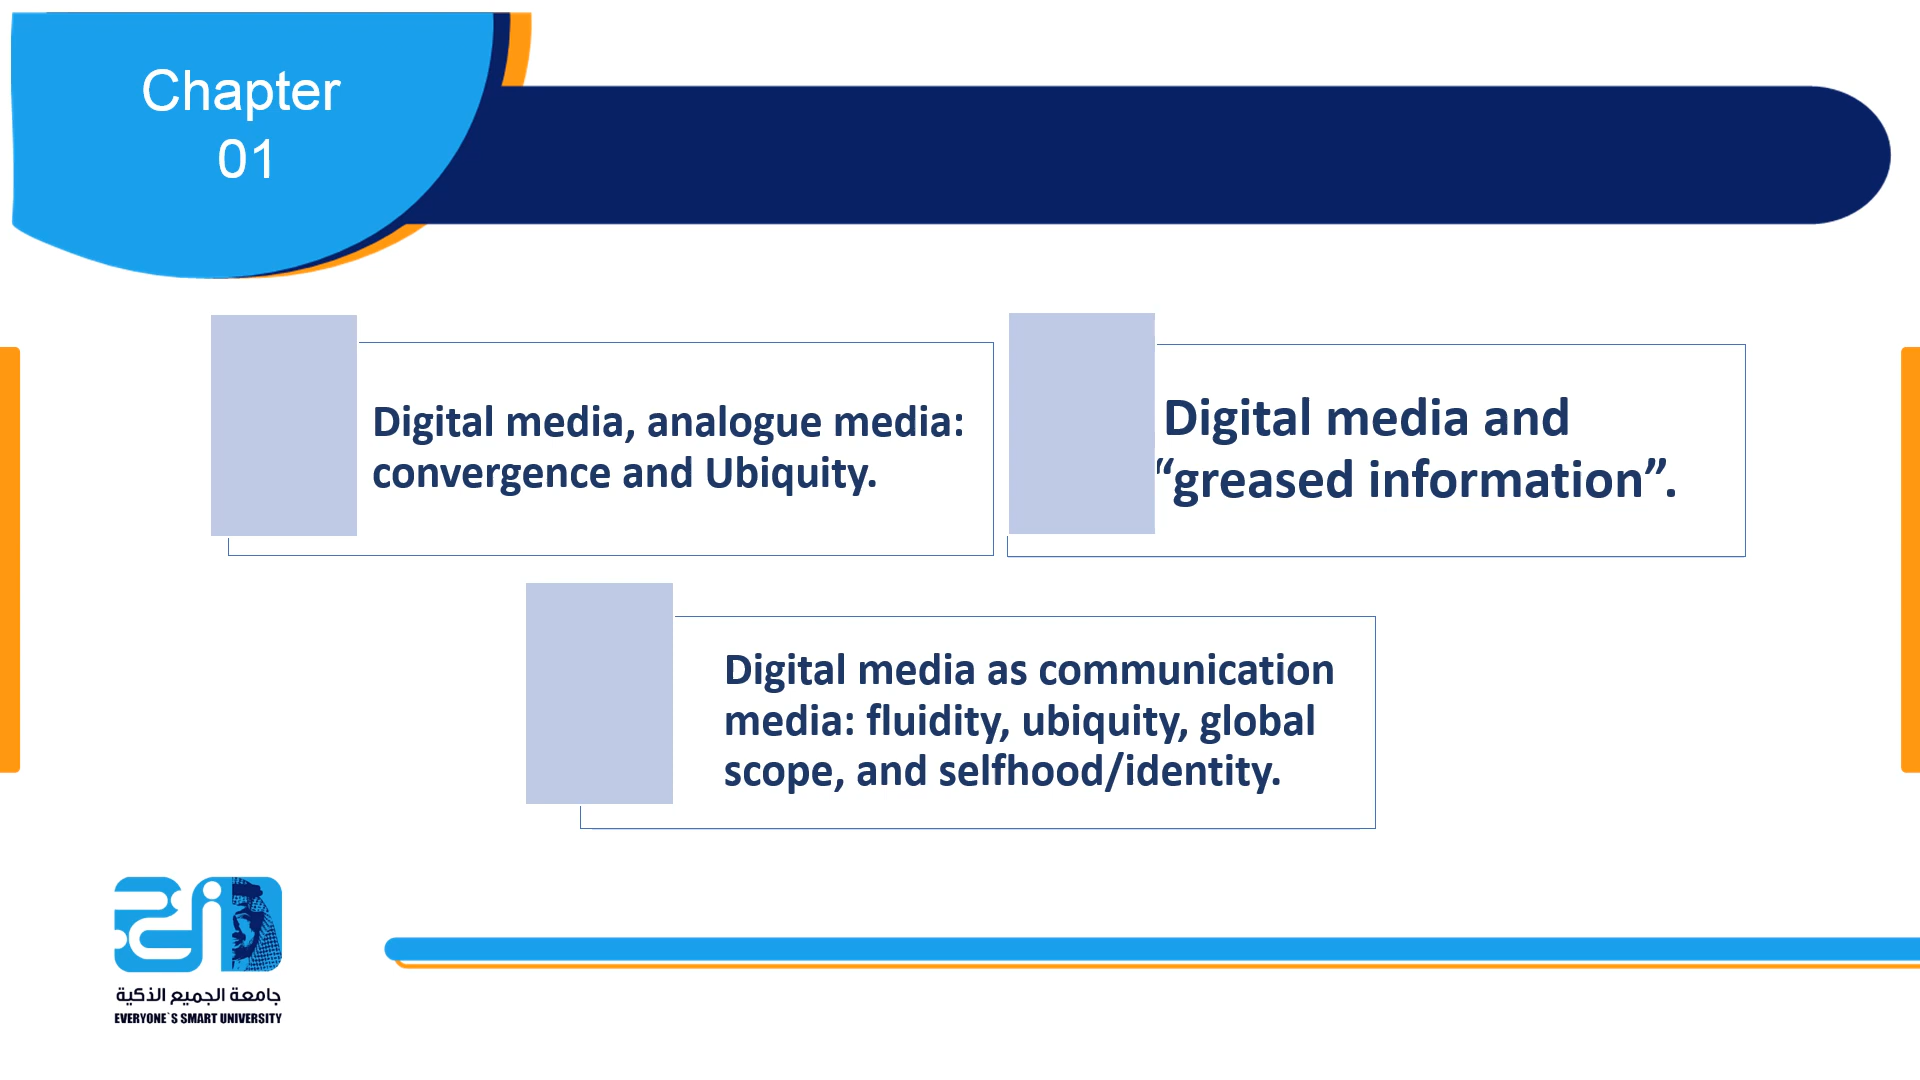 Chapter
01
Digital media, analogue media:
convergence and Ubiquity.
Digital media and
“greased information”.
Digital media as communication
media: fluidity, ubiquity, global
scope, and selfhood/identity.
جامعة الجميع الذكية
EVERYONE`S SMART UNIVERSITY